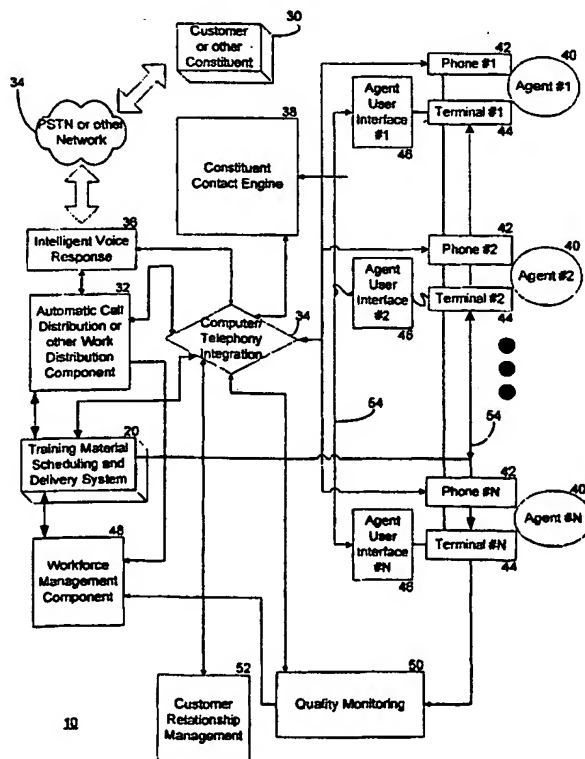 30
Customer
or other
Constituent
34
PSTN or other
Network
38
Constituent
Contact Engine
36
Intelligent Voice
Response
32
Automatic Call
Distribution or
other Work
Distribution
Component
Computer/
Telephony
Integration
34
20
Training Material
Scheduling and
Delivery System
48
Workforce
Management
Component
52
Customer
Relationship
Management
50
Quality Monitoring
10
42
Phone #1
40
Agent #1
Agent
User
Interface
#1
46
Terminal #1
44
42
Phone #2
40
Agent #2
Agent
User
Interface
#2
46
Terminal #2
44
54
54
42
Phone #N
40
Agent #N
Agent
User
Interface
#N
46
Terminal #N
44